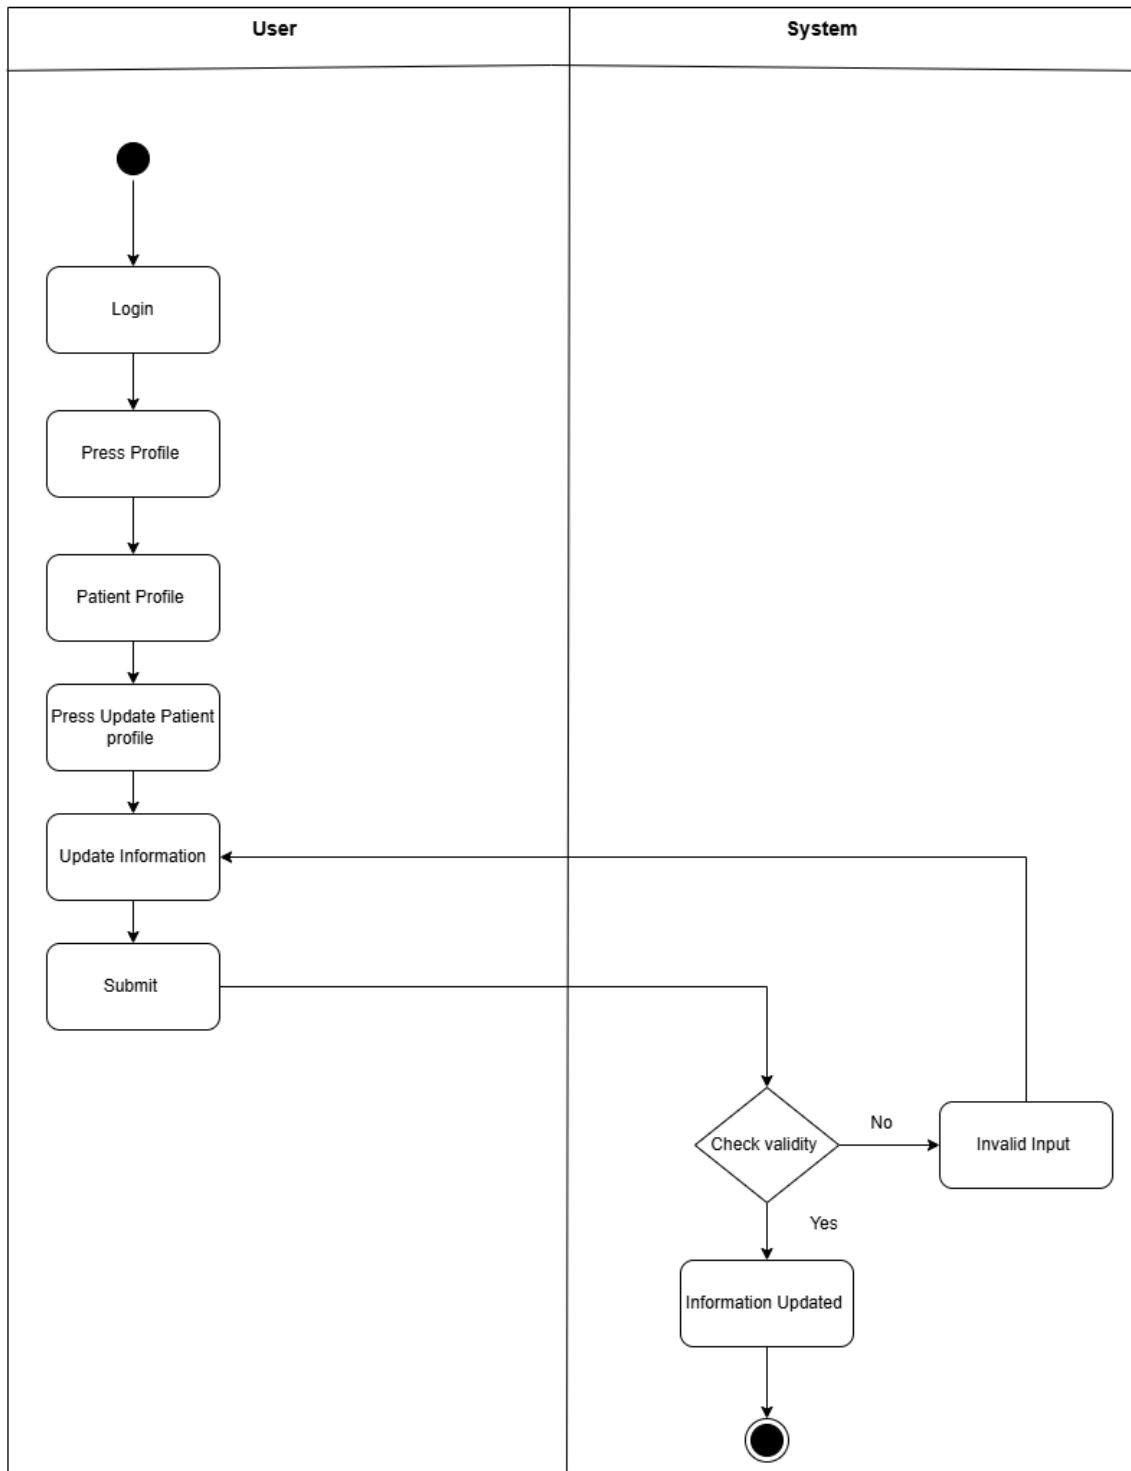 User
System
Login
Press Profile
Patient Profile
Press Update Patient
profile
Update Information
Submit
Check validity
No
Invalid Input
Yes
Information Updated